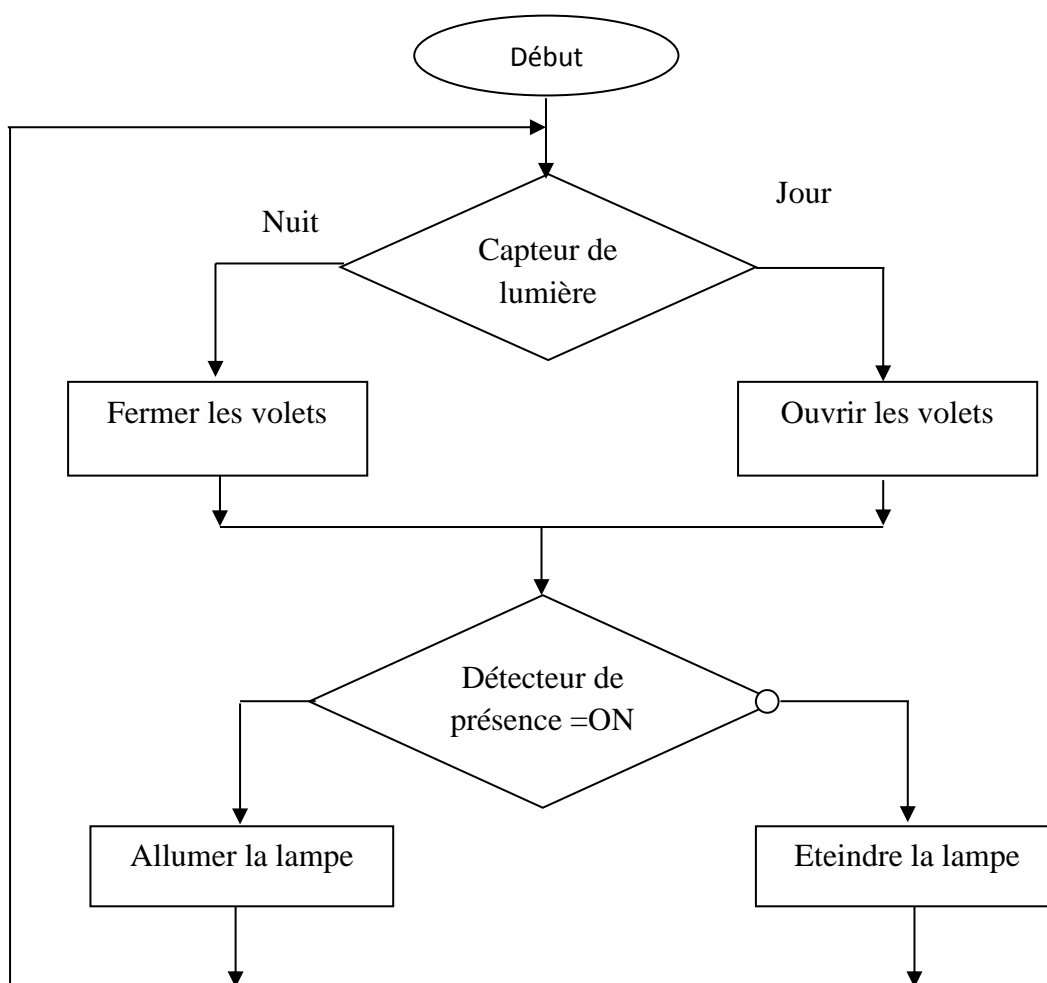 Début
Nuit
Jour
Capteur de
lumière
Fermer les volets
Ouvrir les volets
Détecteur de
présence =ON
Allumer la lampe
Eteindre la lampe